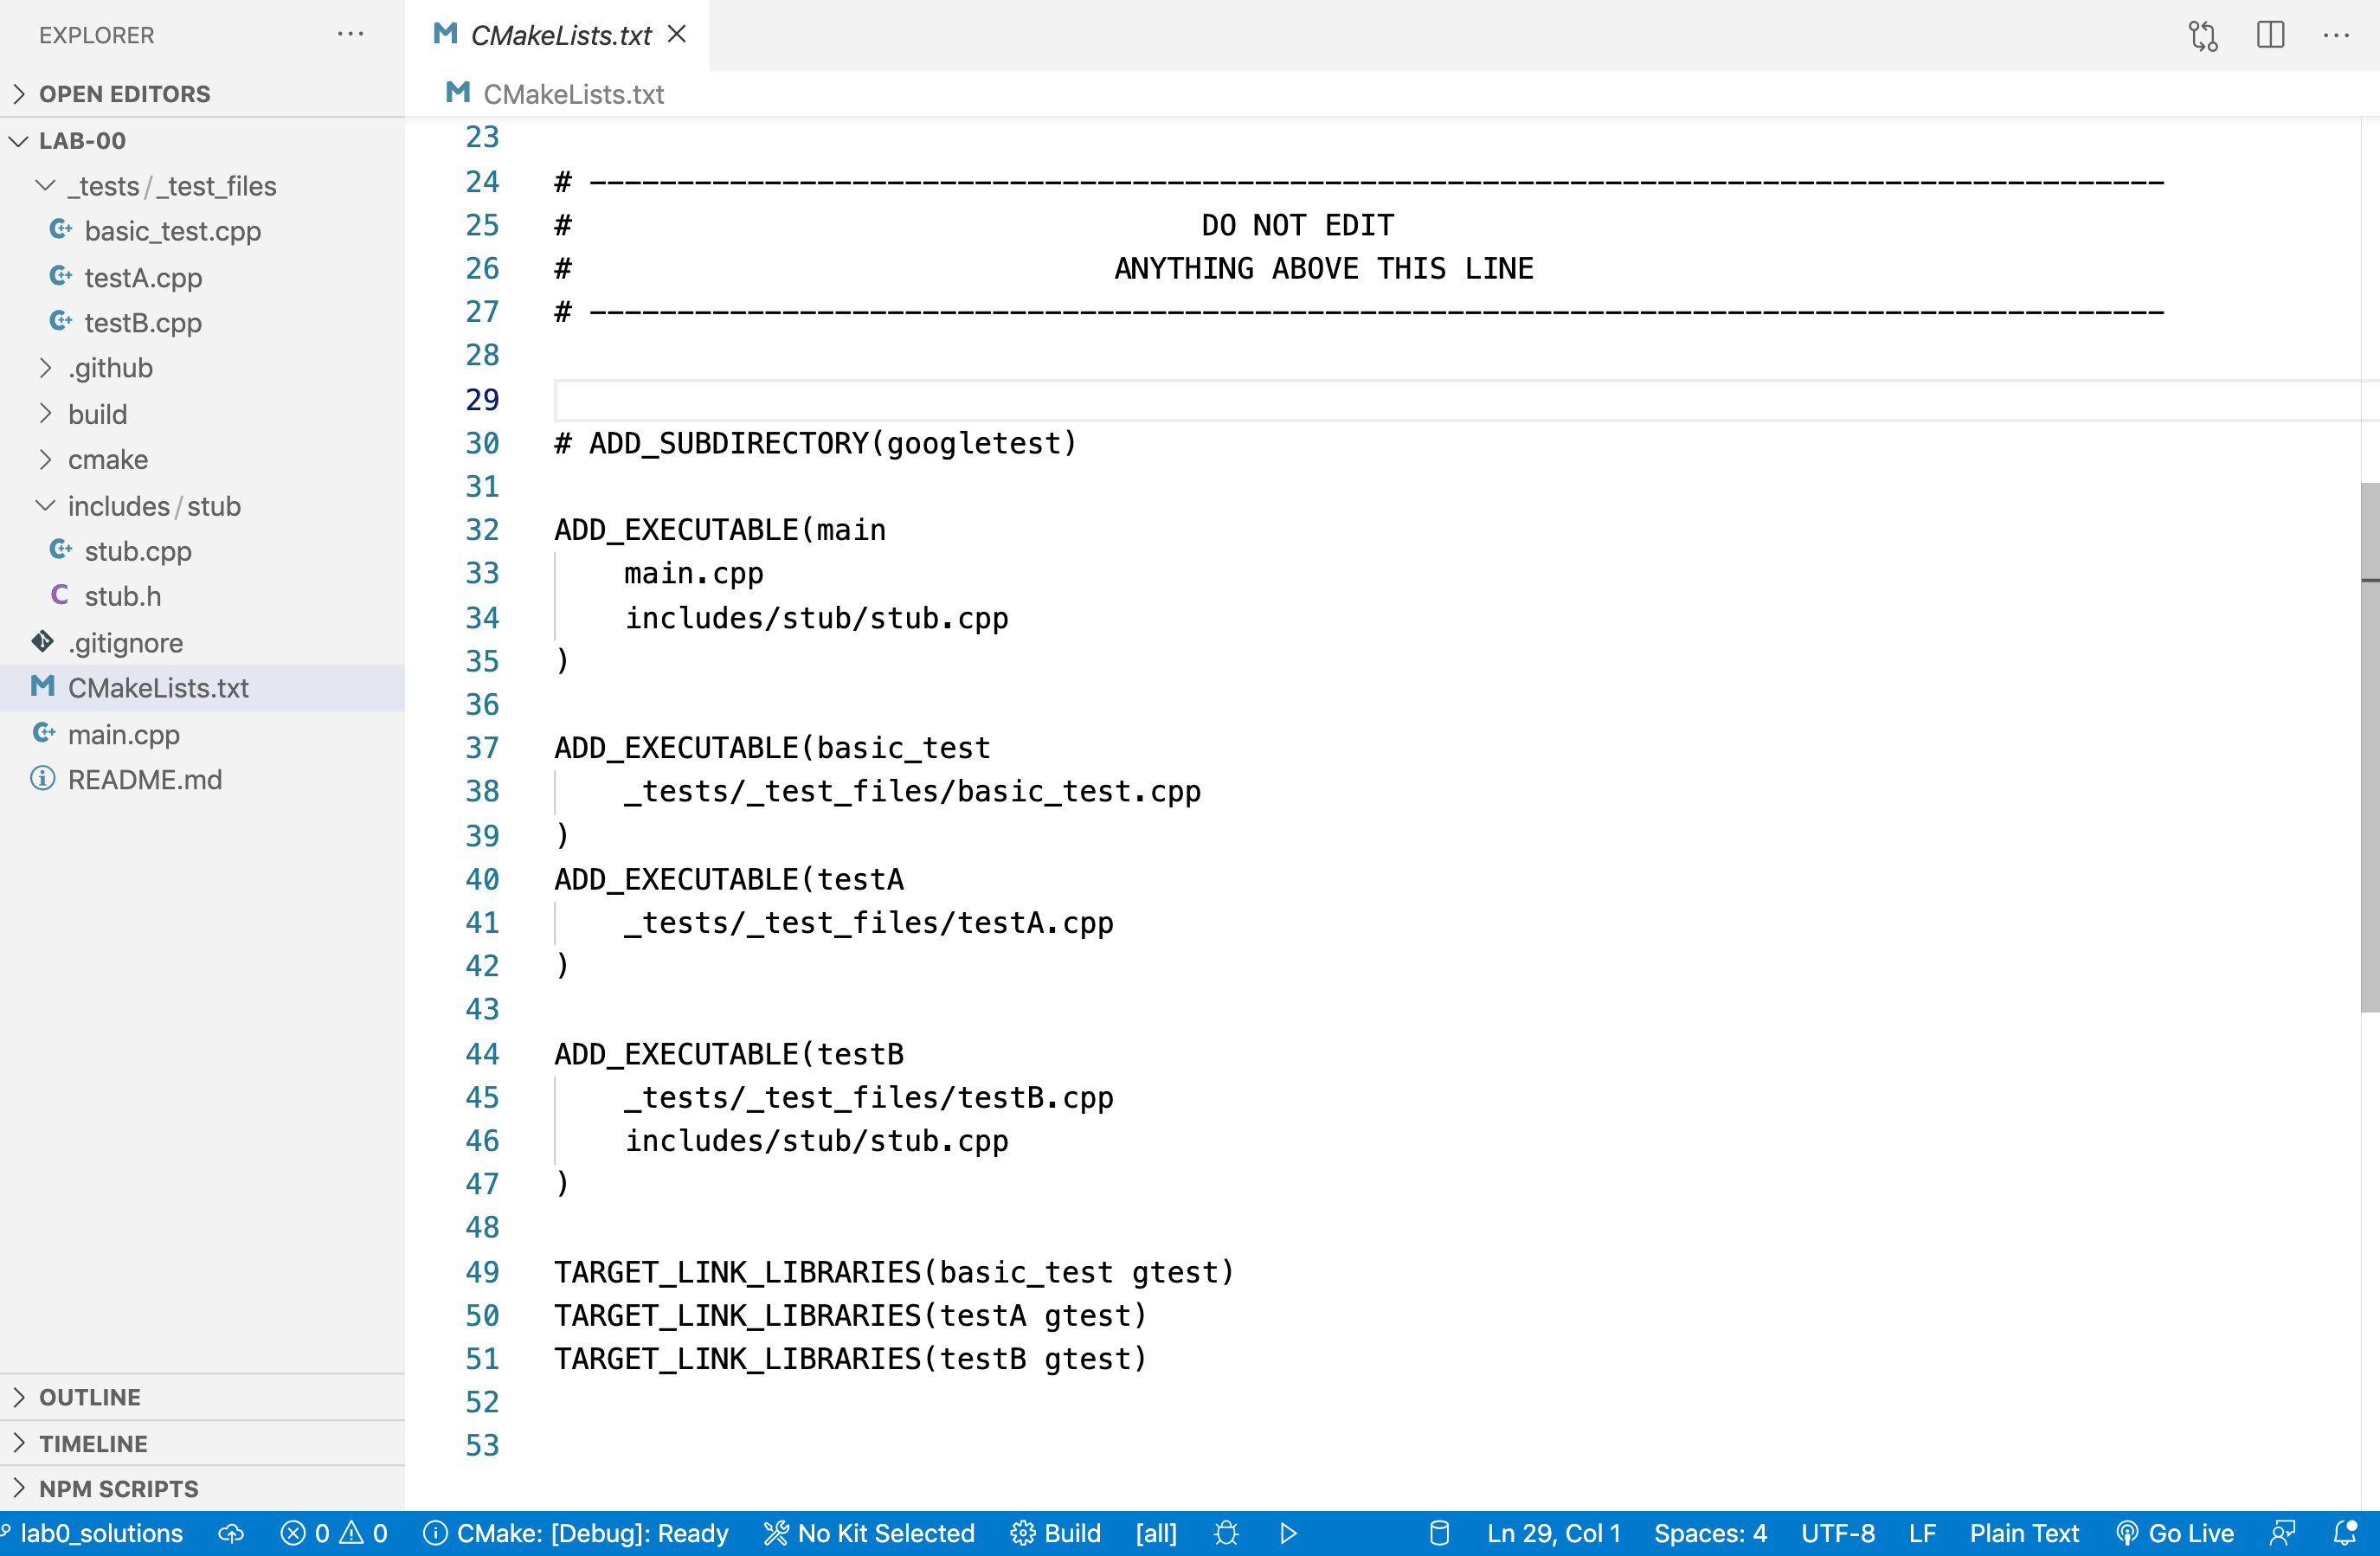 EXPLORER
OPEN EDITORS
LAB-00
_tests/_test_files
basic_test.cpp
testA.cpp
testB.cpp
.github
build
cmake
includes/stub
stub.cpp
stub.h
.gitignore
CMakeLists.txt
main.cpp
README.md
OUTLINE
TIMELINE
NPM SCRIPTS
CMakeLists.txt
CMakeLists.txt
23
24 # ------------------------------------------------------------------------------------------
25 #                                    DO NOT EDIT
26 #                               ANYTHING ABOVE THIS LINE
27 # ------------------------------------------------------------------------------------------
28
29
30 # ADD_SUBDIRECTORY(googletest)
31
32 ADD_EXECUTABLE(main
33     main.cpp
34     includes/stub/stub.cpp
35 )
36
37 ADD_EXECUTABLE(basic_test
38     _tests/_test_files/basic_test.cpp
39 )
40 ADD_EXECUTABLE(testA
41     _tests/_test_files/testA.cpp
42 )
43
44 ADD_EXECUTABLE(testB
45     _tests/_test_files/testB.cpp
46     includes/stub/stub.cpp
47 )
48
49 TARGET_LINK_LIBRARIES(basic_test gtest)
50 TARGET_LINK_LIBRARIES(testA gtest)
51 TARGET_LINK_LIBRARIES(testB gtest)
52
53
lab0_solutions 0 0 CMake: [Debug]: Ready No Kit Selected Build [all] Ln 29, Col 1 Spaces: 4 UTF-8 LF Plain Text Go Live